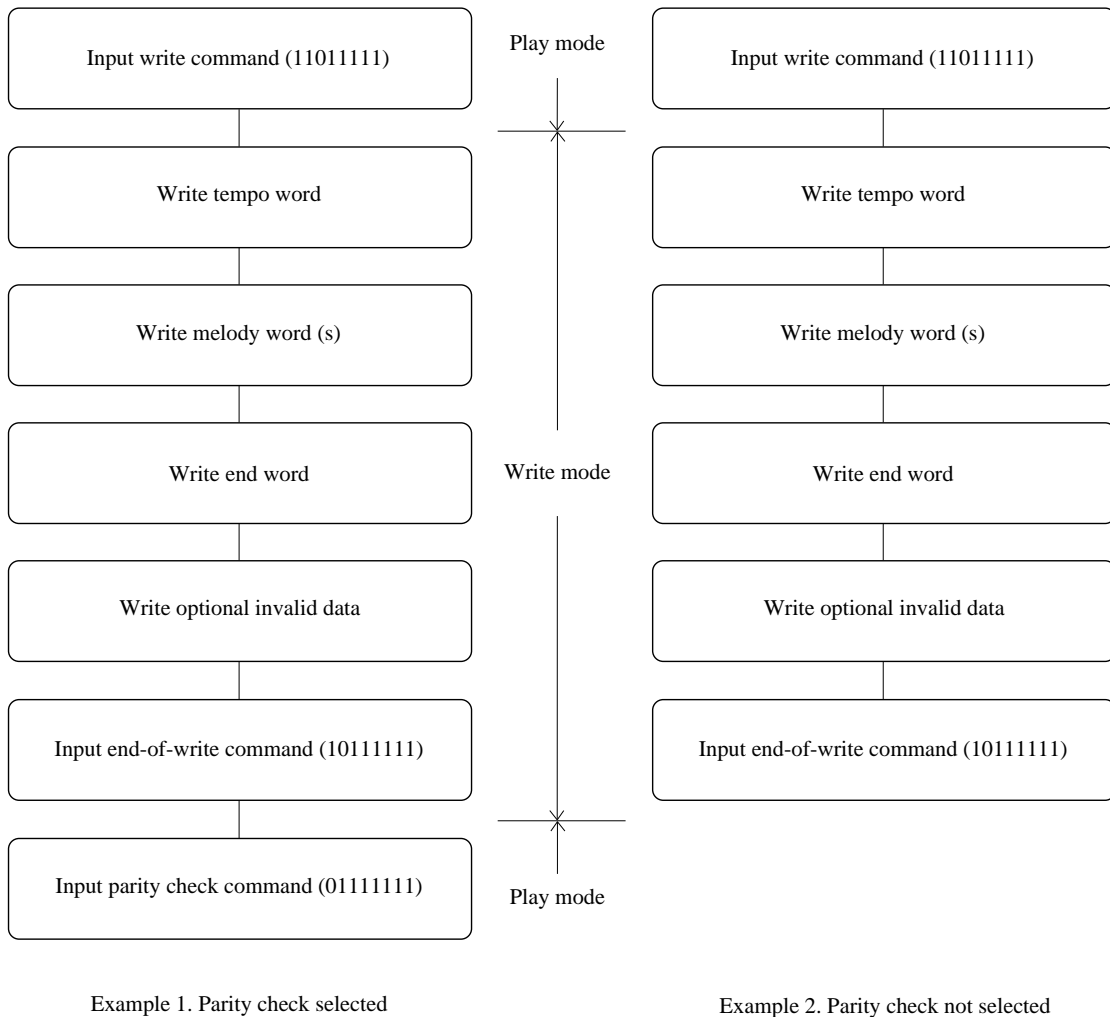 Input write command (11011111)
Write tempo word
Write melody word (s)
Write end word
Write optional invalid data
Input end-of-write command (10111111)
Input parity check command (01111111)
Example 1. Parity check selected
Play mode
Write mode
Play mode
Input write command (11011111)
Write tempo word
Write melody word (s)
Write end word
Write optional invalid data
Input end-of-write command (10111111)
Example 2. Parity check not selected